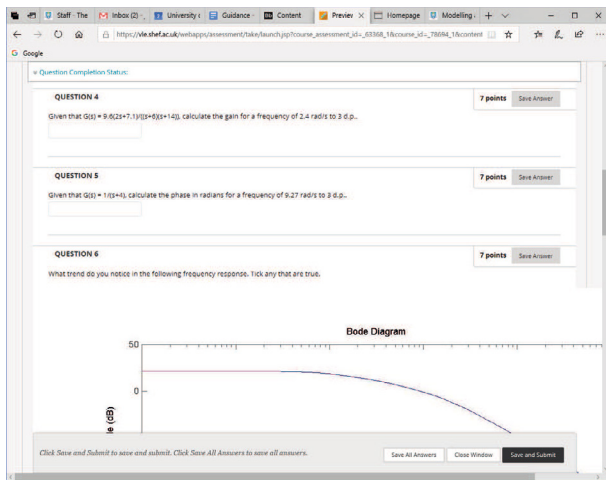 Staff - The
Inbox (2) -
University
Guidance -
Content
Preview
Homepage
Modelling -
https://vle.shef.ac.uk/webapps/assessment/take/launch.jsp?course_assessment_id=_63368_1&course_id=_78694_1&content
Google
Question Completion Status:
QUESTION 4
7 points
Save Answer
Given that G(s) = 9.6(2s+7.1)/((s+6)(s+14)), calculate the gain for a frequency of 2.4 rad/s to 3 d.p..
QUESTION 5
7 points
Save Answer
Given that G(s) = 1/(s+4), calculate the phase in radians for a frequency of 9.27 rad/s to 3 d.p..
QUESTION 6
7 points
Save Answer
What trend do you notice in the following frequency response. Tick any that are true.
Bode Diagram
50
0
(dB)
Click Save and Submit to save and submit. Click Save All Answers to save all answers.
Save All Answers
Close Window
Save and Submit